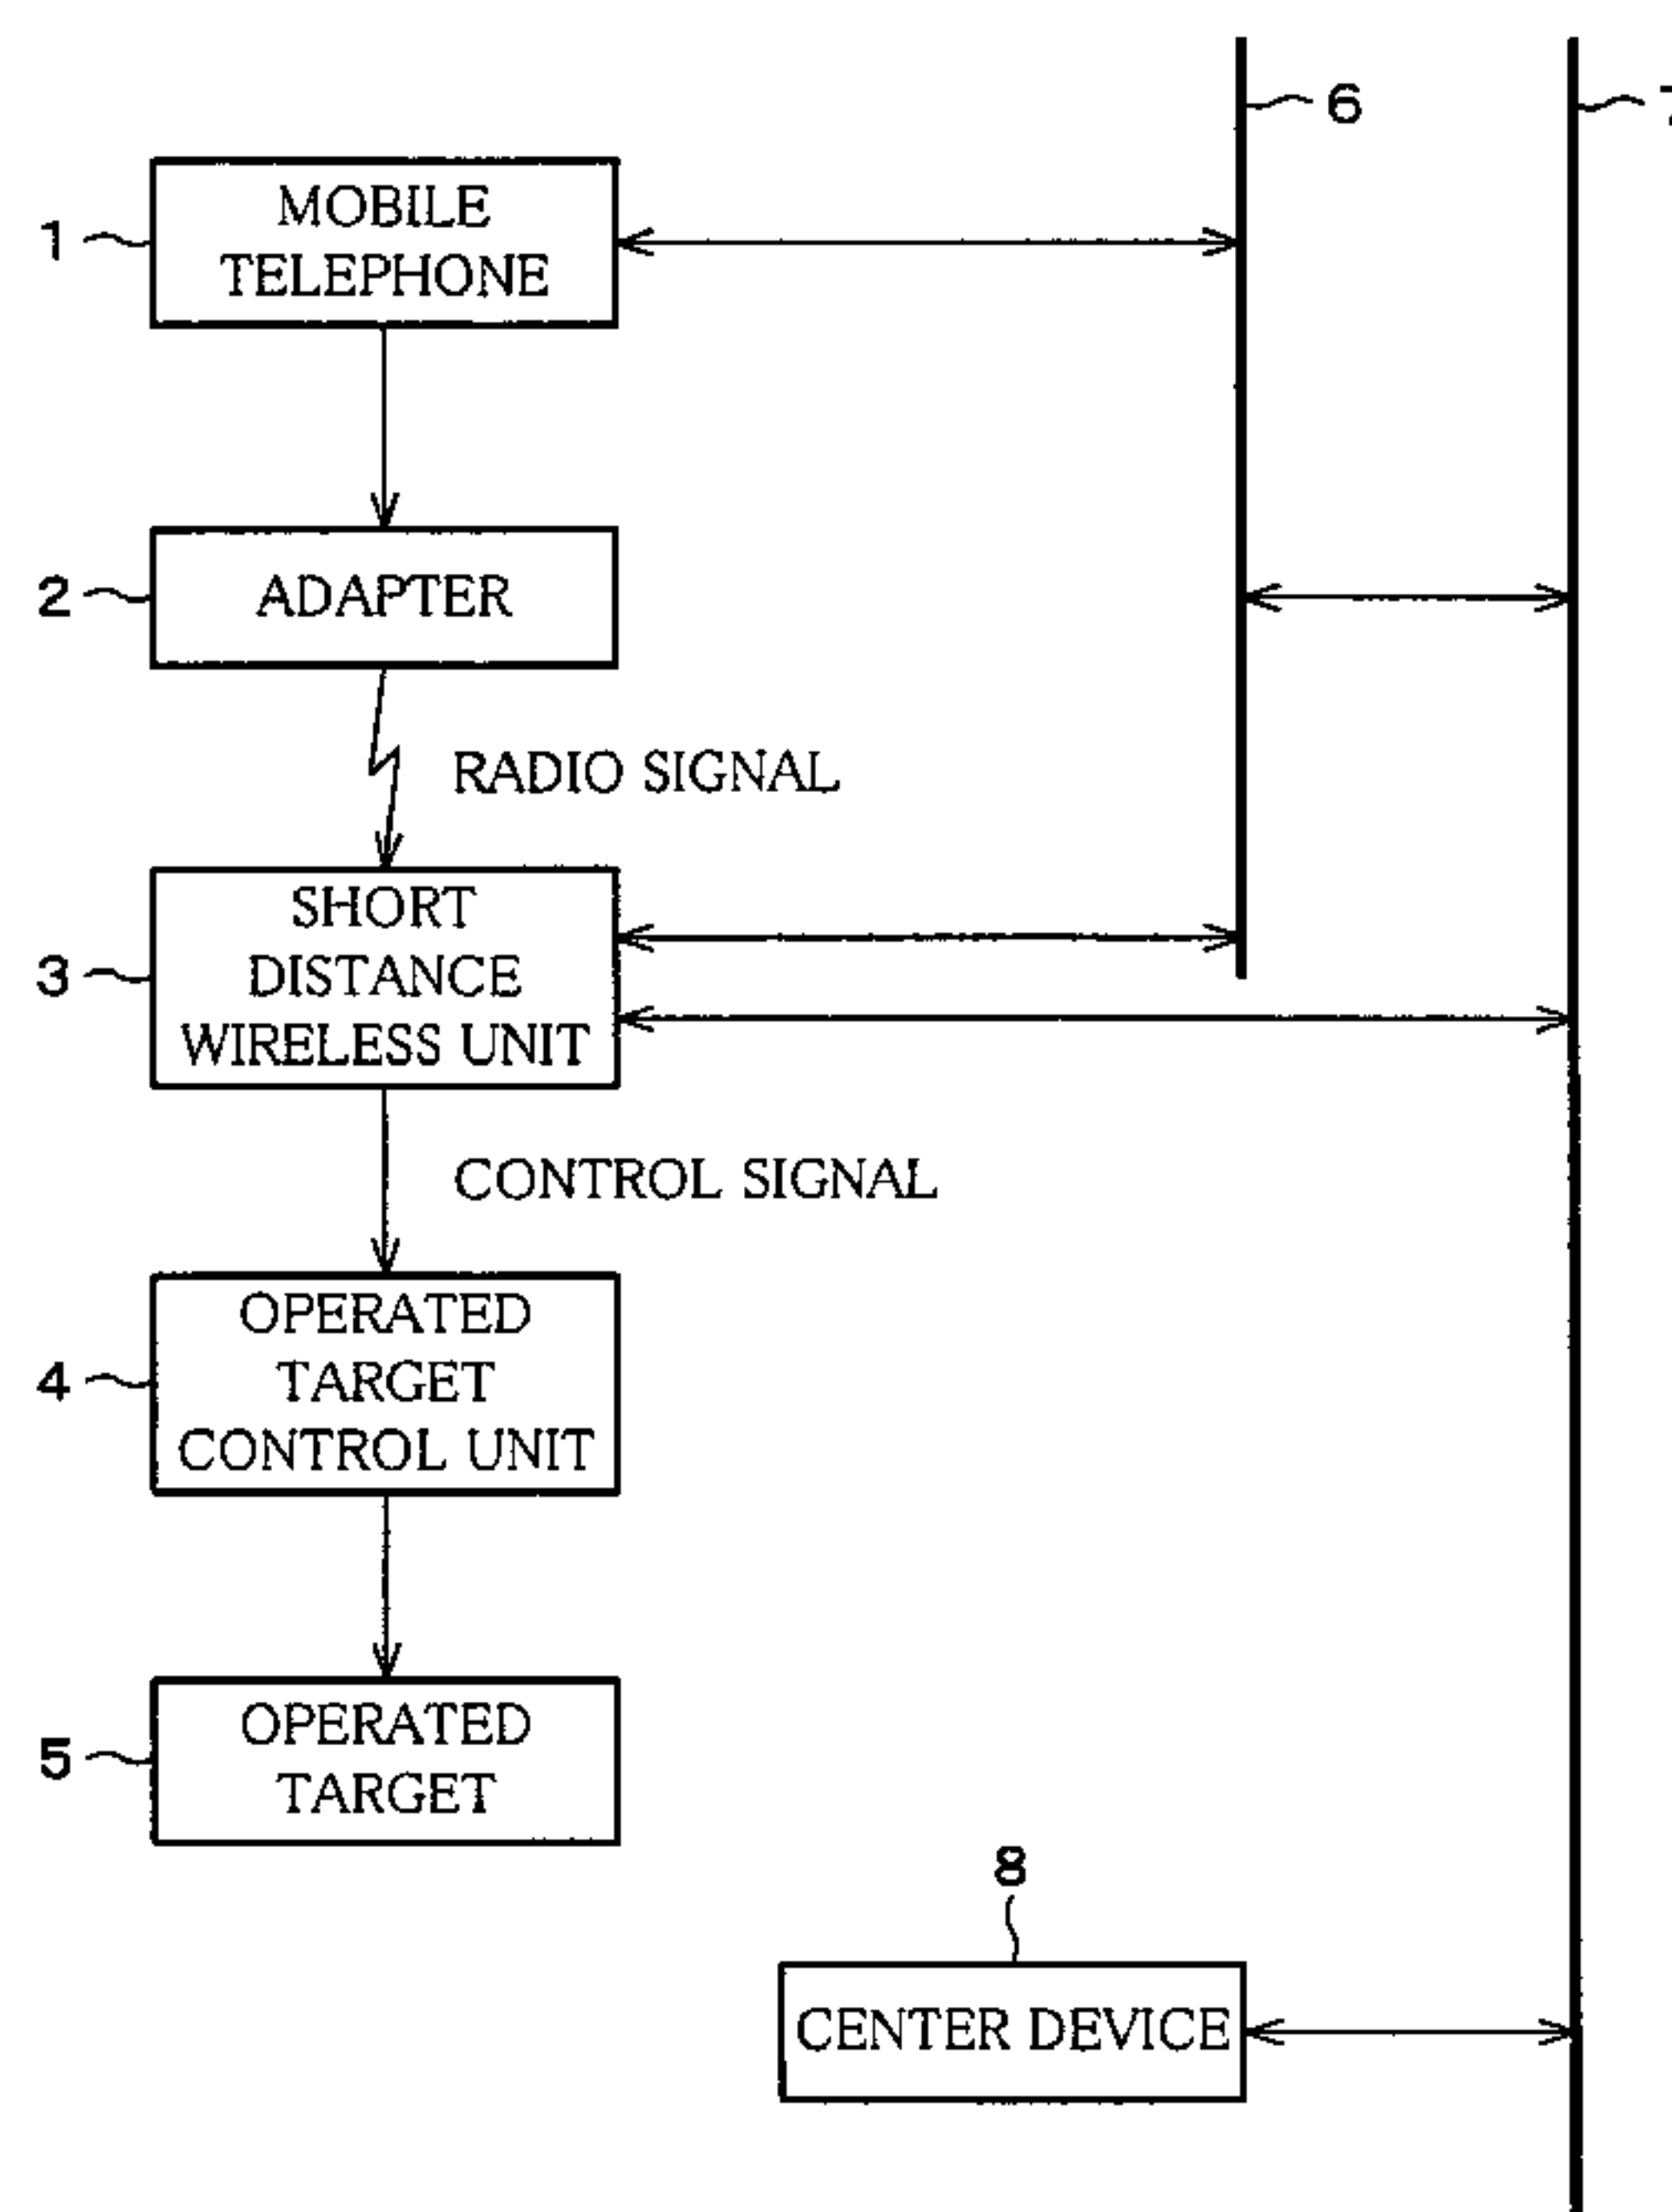 6
7
1
MOBILE
TELEPHONE
2
ADAPTER
RADIO SIGNAL
3
SHORT
DISTANCE
WIRELESS UNIT
CONTROL SIGNAL
4
OPERATED
TARGET
CONTROL UNIT
5
OPERATED
TARGET
8
CENTER DEVICE